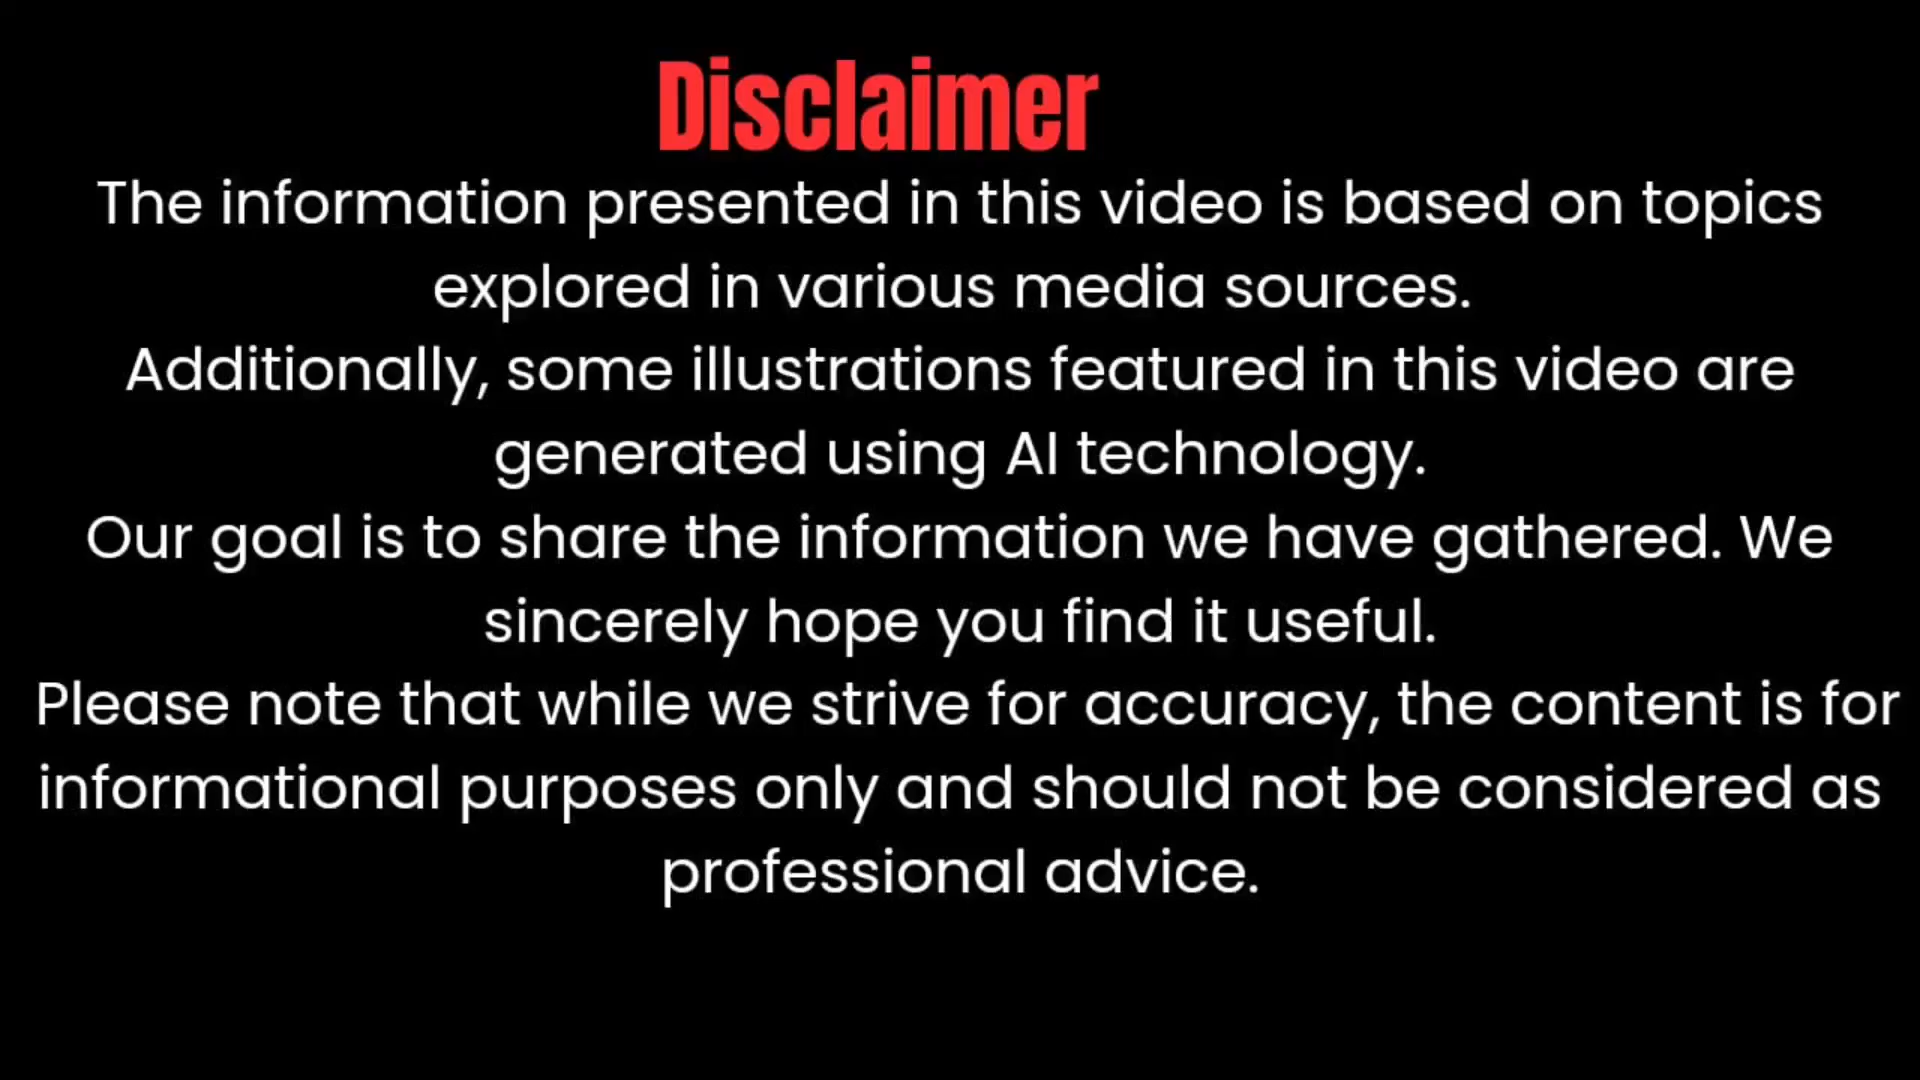 Disclaimer
The information presented in this video is based on topics
explored in various media sources.
Additionally, some illustrations featured in this video are
generated using AI technology.
Our goal is to share the information we have gathered. We
sincerely hope you find it useful.
Please note that while we strive for accuracy, the content is for
informational purposes only and should not be considered as
professional advice.